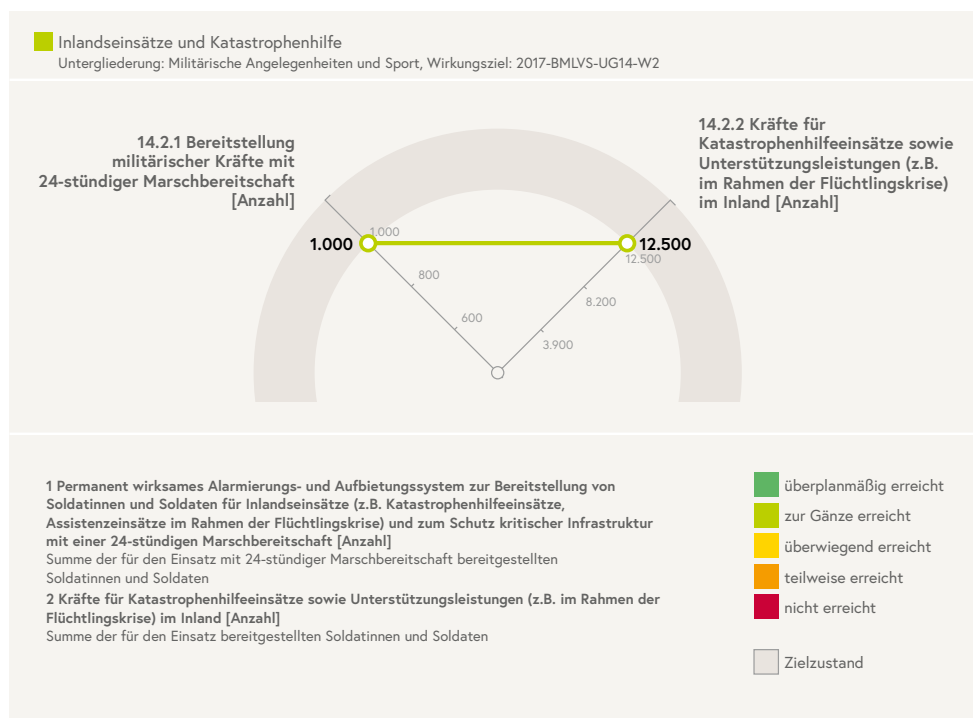 Inlandseinsätze und Katastrophenhilfe
Untergliederung: Militärische Angelegenheiten und Sport, Wirkungsziel: 2017-BMLVS-UG14-W2
14.2.1 Bereitstellung
militärischer Kräfte mit
24-stündiger Marschbereitschaft
[Anzahl]
14.2.2 Kräfte für
Katastrophenhilfeeinsätze sowie
Unterstützungsleistungen (z.B.
im Rahmen der Flüchtlingskrise)
im Inland [Anzahl]
1.000
1.000
12.500
12.500
800
8.200
600
3.900
1 Permanent wirksames Alarmierungs- und Aufbietungssystem zur Bereitstellung von
Soldatinnen und Soldaten für Inlandseinsätze (z.B. Katastrophenhilfeeinsätze,
Assistenzeinsätze im Rahmen der Flüchtlingskrise) und zum Schutz kritischer Infrastruktur
mit einer 24-stündigen Marschbereitschaft [Anzahl]
Summe der für den Einsatz mit 24-stündiger Marschbereitschaft bereitgestellten
Soldatinnen und Soldaten
2 Kräfte für Katastrophenhilfeeinsätze sowie Unterstützungsleistungen (z.B. im Rahmen der
Flüchtlingskrise) im Inland [Anzahl]
Summe der für den Einsatz bereitgestellten Soldatinnen und Soldaten
überplanmäßig erreicht
zur Gänze erreicht
überwiegend erreicht
teilweise erreicht
nicht erreicht
Zielzustand